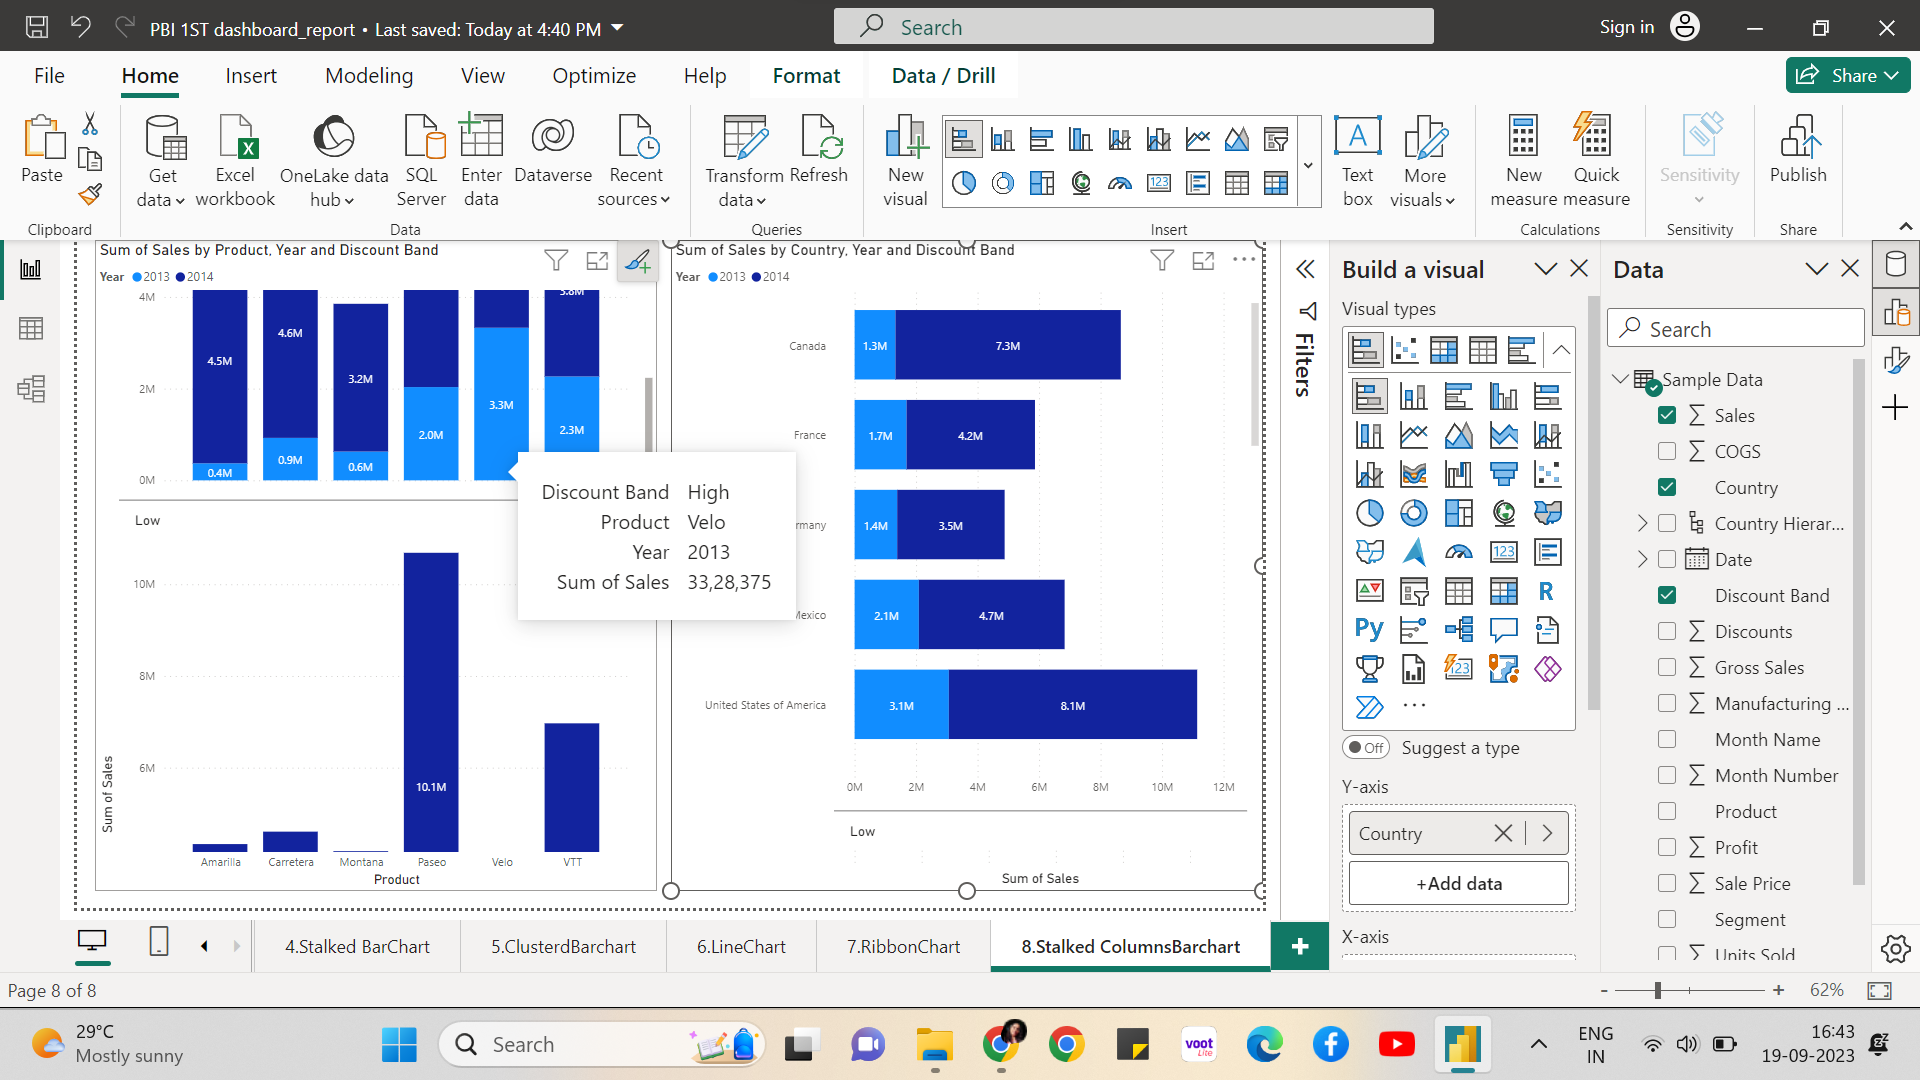 PBI 1ST dashboard_report • Last saved: Today at 4:40 PM
Search
Sign in
File
Home
Insert
Modeling
View
Optimize
Help
Format
Data / Drill
Share
Paste
Get data
Excel workbook
OneLake data hub
SQL Server
Enter data
Dataverse
Recent sources
Transform data
Refresh
New visual
Text box
More visuals
New measure
Quick measure
Sensitivity
Publish
Clipboard
Data
Queries
Insert
Calculations
Sensitivity
Share
Sum of Sales by Product, Year and Discount Band
Year 2013 2014
4M
2M
0M
4.5M
4.6M
3.2M
3.8M
0.4M
0.9M
0.6M
2.0M
3.3M
2.3M
Low
10M
8M
6M
Sum of Sales
10.1M
Amarilla
Carretera
Montana
Paseo
Velo
VTT
Product
Discount Band High
Product Velo
Year 2013
Sum of Sales 33,28,375
Sum of Sales by Country, Year and Discount Band
Year 2013 2014
Canada
1.3M
7.3M
France
1.7M
4.2M
rmany
1.4M
3.5M
Mexico
2.1M
4.7M
United States of America
3.1M
8.1M
0M
2M
4M
6M
8M
10M
12M
Low
Sum of Sales
Filters
Build a visual
Visual types
Off
Suggest a type
Y-axis
Country
+Add data
X-axis
Data
Search
Sample Data
Sales
COGS
Country
Country Hierar...
Date
Discount Band
Discounts
Gross Sales
Manufacturing ...
Month Name
Month Number
Product
Profit
Sale Price
Segment
Units Sold
4.Stalked BarChart
5.ClusterdBarchart
6.LineChart
7.RibbonChart
8.Stalked ColumnsBarchart
Page 8 of 8
62%
29°C
Mostly sunny
Search
voot
Lite
ENG
IN
16:43
19-09-2023